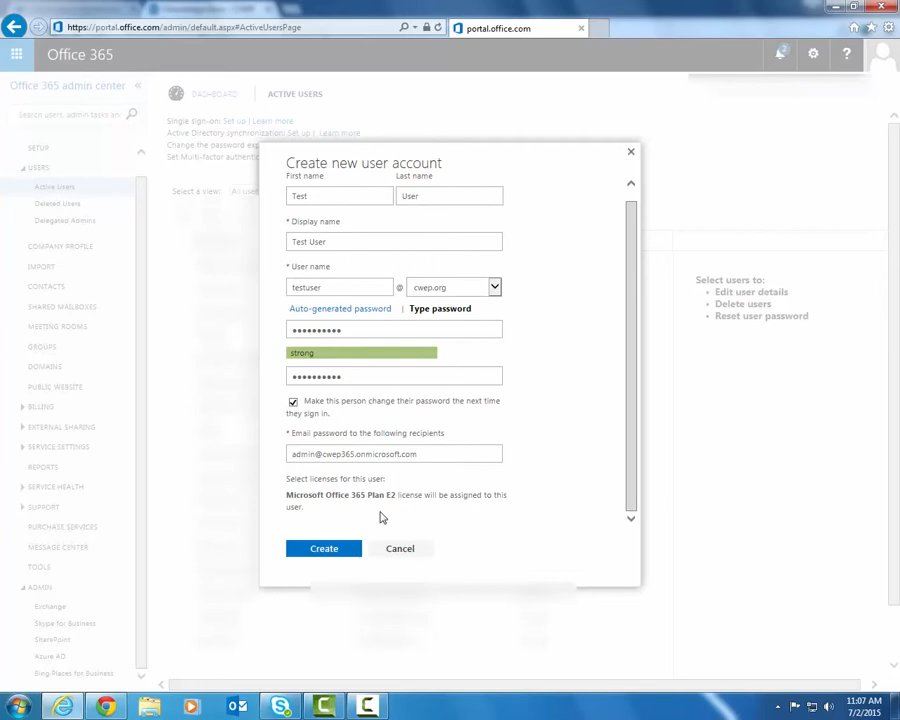 https://portal.office.com/admin/default.aspx#ActiveUsersPage
portal.office.com
Office 365
2
?
Office 365 admin center «
Search users, admin tasks an
SETUP
USERS
Active Users
Deleted Users
Delegated Admins
COMPANY PROFILE
IMPORT
CONTACTS
SHARED MAILBOXES
MEETING ROOMS
GROUPS
DOMAINS
PUBLIC WEBSITE
BILLING
EXTERNAL SHARING
SERVICE SETTINGS
REPORTS
SERVICE HEALTH
SUPPORT
PURCHASE SERVICES
MESSAGE CENTER
TOOLS
ADMIN
Exchange
Skype for Business
SharePoint
Azure AD
Bing Places for Business
DASHBOARD | ACTIVE USERS
Single sign-on: Set up | Learn more
Active Directory synchronization: Set up | Learn more
Change the password expi
Set Multi-factor authentic
Select a view: All use
Create new user account
First name Last name
Test User
* Display name
Test User
* User name
testuser @ cwep.org
Auto-generated password | Type password
••••••••••
strong
••••••••••
Make this person change their password the next time
they sign in.
* Email password to the following recipients
admin@cwep365.onmicrosoft.com
Select licenses for this user:
Microsoft Office 365 Plan E2 license will be assigned to this
user.
Create Cancel
Select users to:
• Edit user details
• Delete users
• Reset user password
11:07 AM
7/2/2015